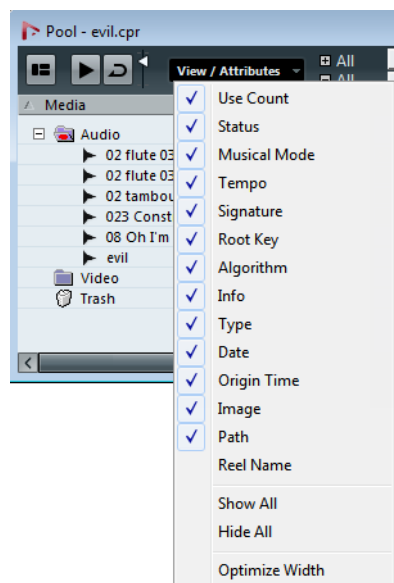 Pool - evil.cpr
View / Attributes
All
All
Media
Audio
02 flute 03
02 flute 03
02 tambou
023 Const
08 Oh I'm
evil
Video
Trash
Use Count
Status
Musical Mode
Tempo
Signature
Root Key
Algorithm
Info
Type
Date
Origin Time
Image
Path
Reel Name
Show All
Hide All
Optimize Width